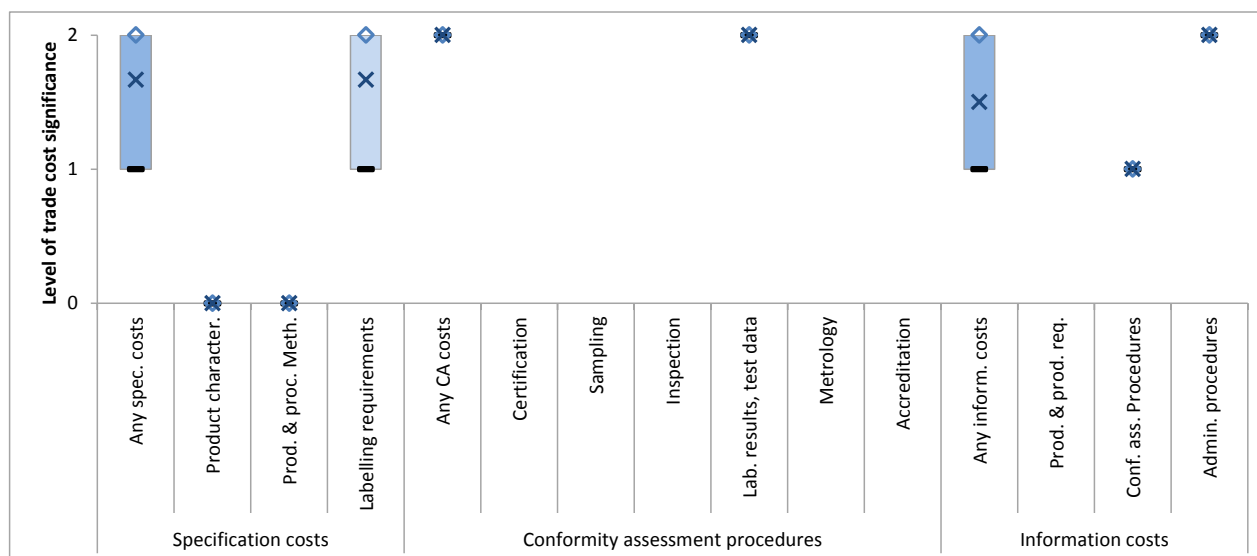 Level of trade cost significance
2
1
0
Any spec. costs
Product character.
Prod. & proc. Meth.
Labelling requirements
Any CA costs
Certification
Sampling
Inspection
Lab. results, test data
Metrology
Accreditation
Any inform. costs
Prod. & prod. req.
Conf. ass. Procedures
Admin. procedures
Specification costs
Conformity assessment procedures
Information costs